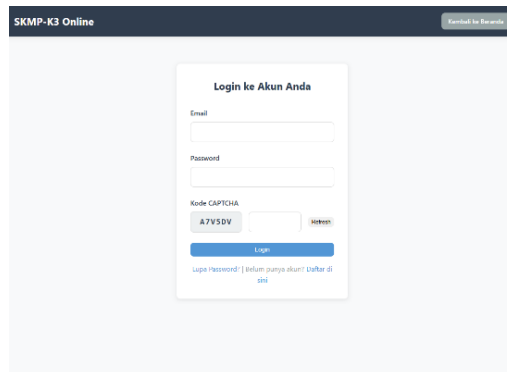 SKMP-K3 Online
Kembali ke Beranda
Login ke Akun Anda
Email
Password
Kode CAPTCHA
A7V5DV
Refresh
Login
Lupa Password? | Belum punya akun? Daftar di
sini